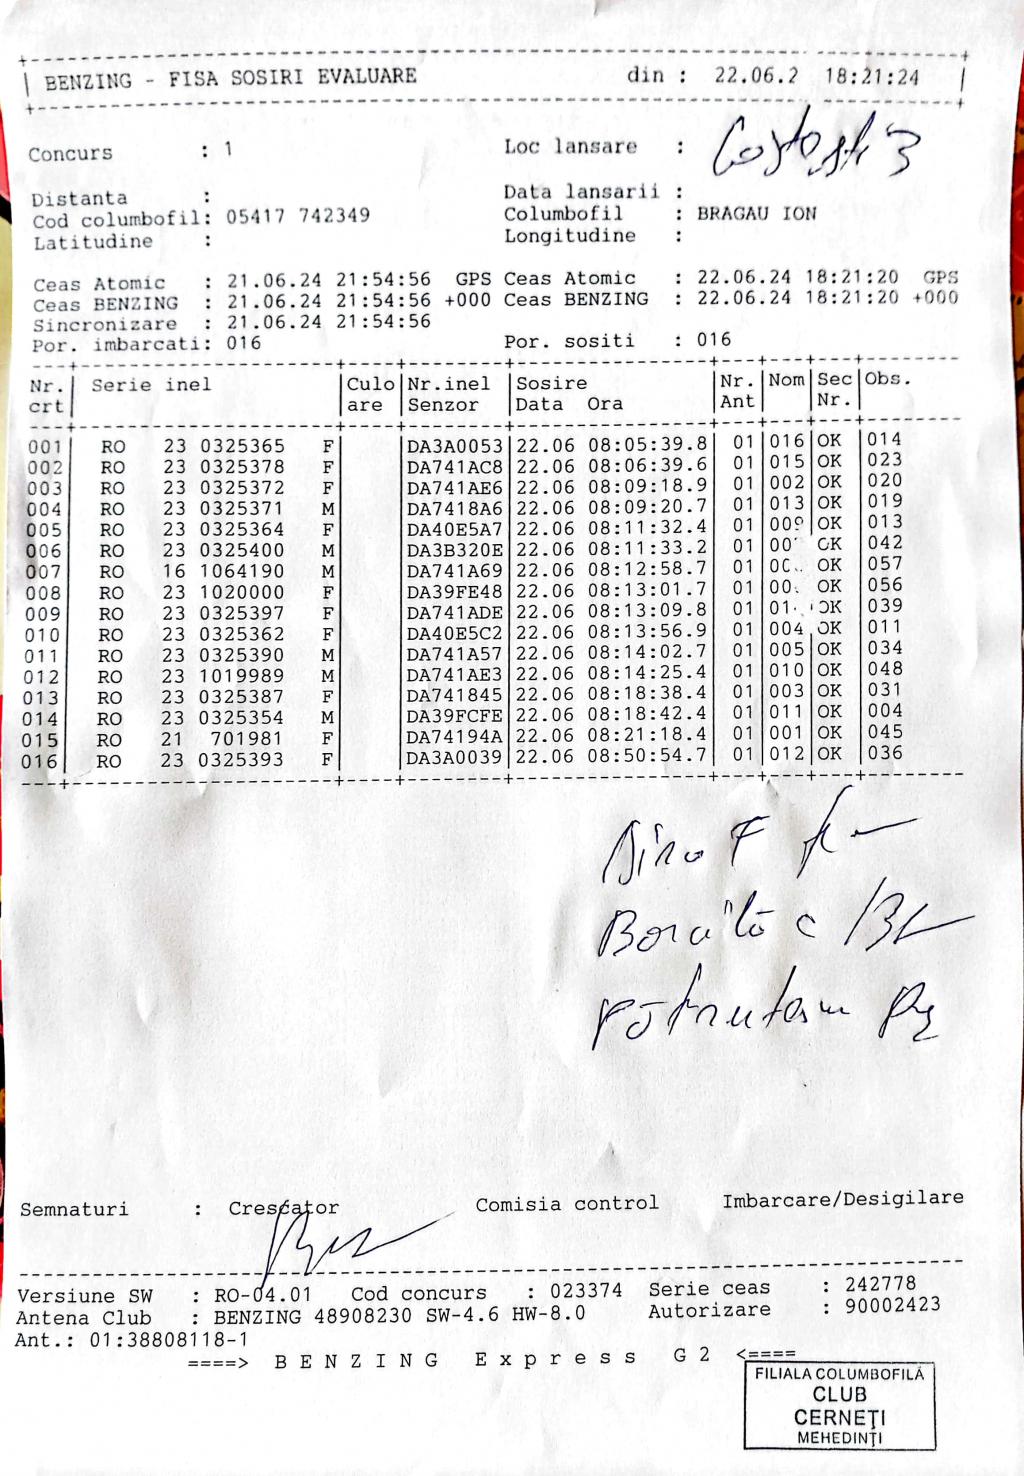 BENZING - FISA SOSIRI EVALUARE din : 22.06.2 18:21:24
Concurs : 1 Loc lansare : Costesti 3
Distanta : Data lansarii :
Cod columbofil: 05417 742349 Columbofil : BRAGAU ION
Latitudine : Longitudine :
Ceas Atomic : 21.06.24 21:54:56 GPS Ceas Atomic : 22.06.24 18:21:20 GPS
Ceas BENZING : 21.06.24 21:54:56 +000 Ceas BENZING : 22.06.24 18:21:20 +000
Sincronizare : 21.06.24 21:54:56
Por. imbarcati: 016 Por. sositi : 016
Nr. Serie inel Culo Nr.inel Sosire Nr. Nom Sec Obs.
crt are Senzor Data Ora Ant Nr.
001 RO 23 0325365 F DA3A0053 22.06 08:05:39.8 01 016 OK 014
002 RO 23 0325378 F DA741AC8 22.06 08:06:39.6 01 015 OK 023
003 RO 23 0325372 F DA741AE6 22.06 08:09:18.9 01 002 OK 020
004 RO 23 0325371 M DA7418A6 22.06 08:09:20.7 01 013 OK 019
005 RO 23 0325364 F DA40E5A7 22.06 08:11:32.4 01 009 OK 013
006 RO 23 0325400 M DA3B320E 22.06 08:11:33.2 01 OK 042
007 RO 16 1064190 M DA741A69 22.06 08:12:58.7 01 OK 057
008 RO 23 1020000 F DA39FE48 22.06 08:13:01.7 01 OK 056
009 RO 23 0325397 F DA741ADE 22.06 08:13:09.8 01 OK 039
010 RO 23 0325362 F DA40E5C2 22.06 08:13:56.9 01 004 OK 011
011 RO 23 0325390 M DA741A57 22.06 08:14:02.7 01 005 OK 034
012 RO 23 1019989 M DA741AE3 22.06 08:14:25.4 01 010 OK 048
013 RO 23 0325387 F DA741845 22.06 08:18:38.4 01 003 OK 031
014 RO 23 0325354 M DA39FCFE 22.06 08:18:42.4 01 011 OK 004
015 RO 21 701981 F DA74194A 22.06 08:21:18.4 01 001 OK 045
016 RO 23 0325393 F DA3A0039 22.06 08:50:54.7 01 012 OK 036
Semnaturi : Crescator Comisia control Imbarcare/Desigilare
Versiune SW : RO-04.01 Cod concurs : 023374 Serie ceas : 242778
Antena Club : BENZING 48908230 SW-4.6 HW-8.0 Autorizare : 90002423
Ant.: 01:38808118-1
====> B E N Z I N G E x p r e s s G 2 <====
FILIALA COLUMBOFILĂ
CLUB
CERNEȚI
MEHEDINȚI